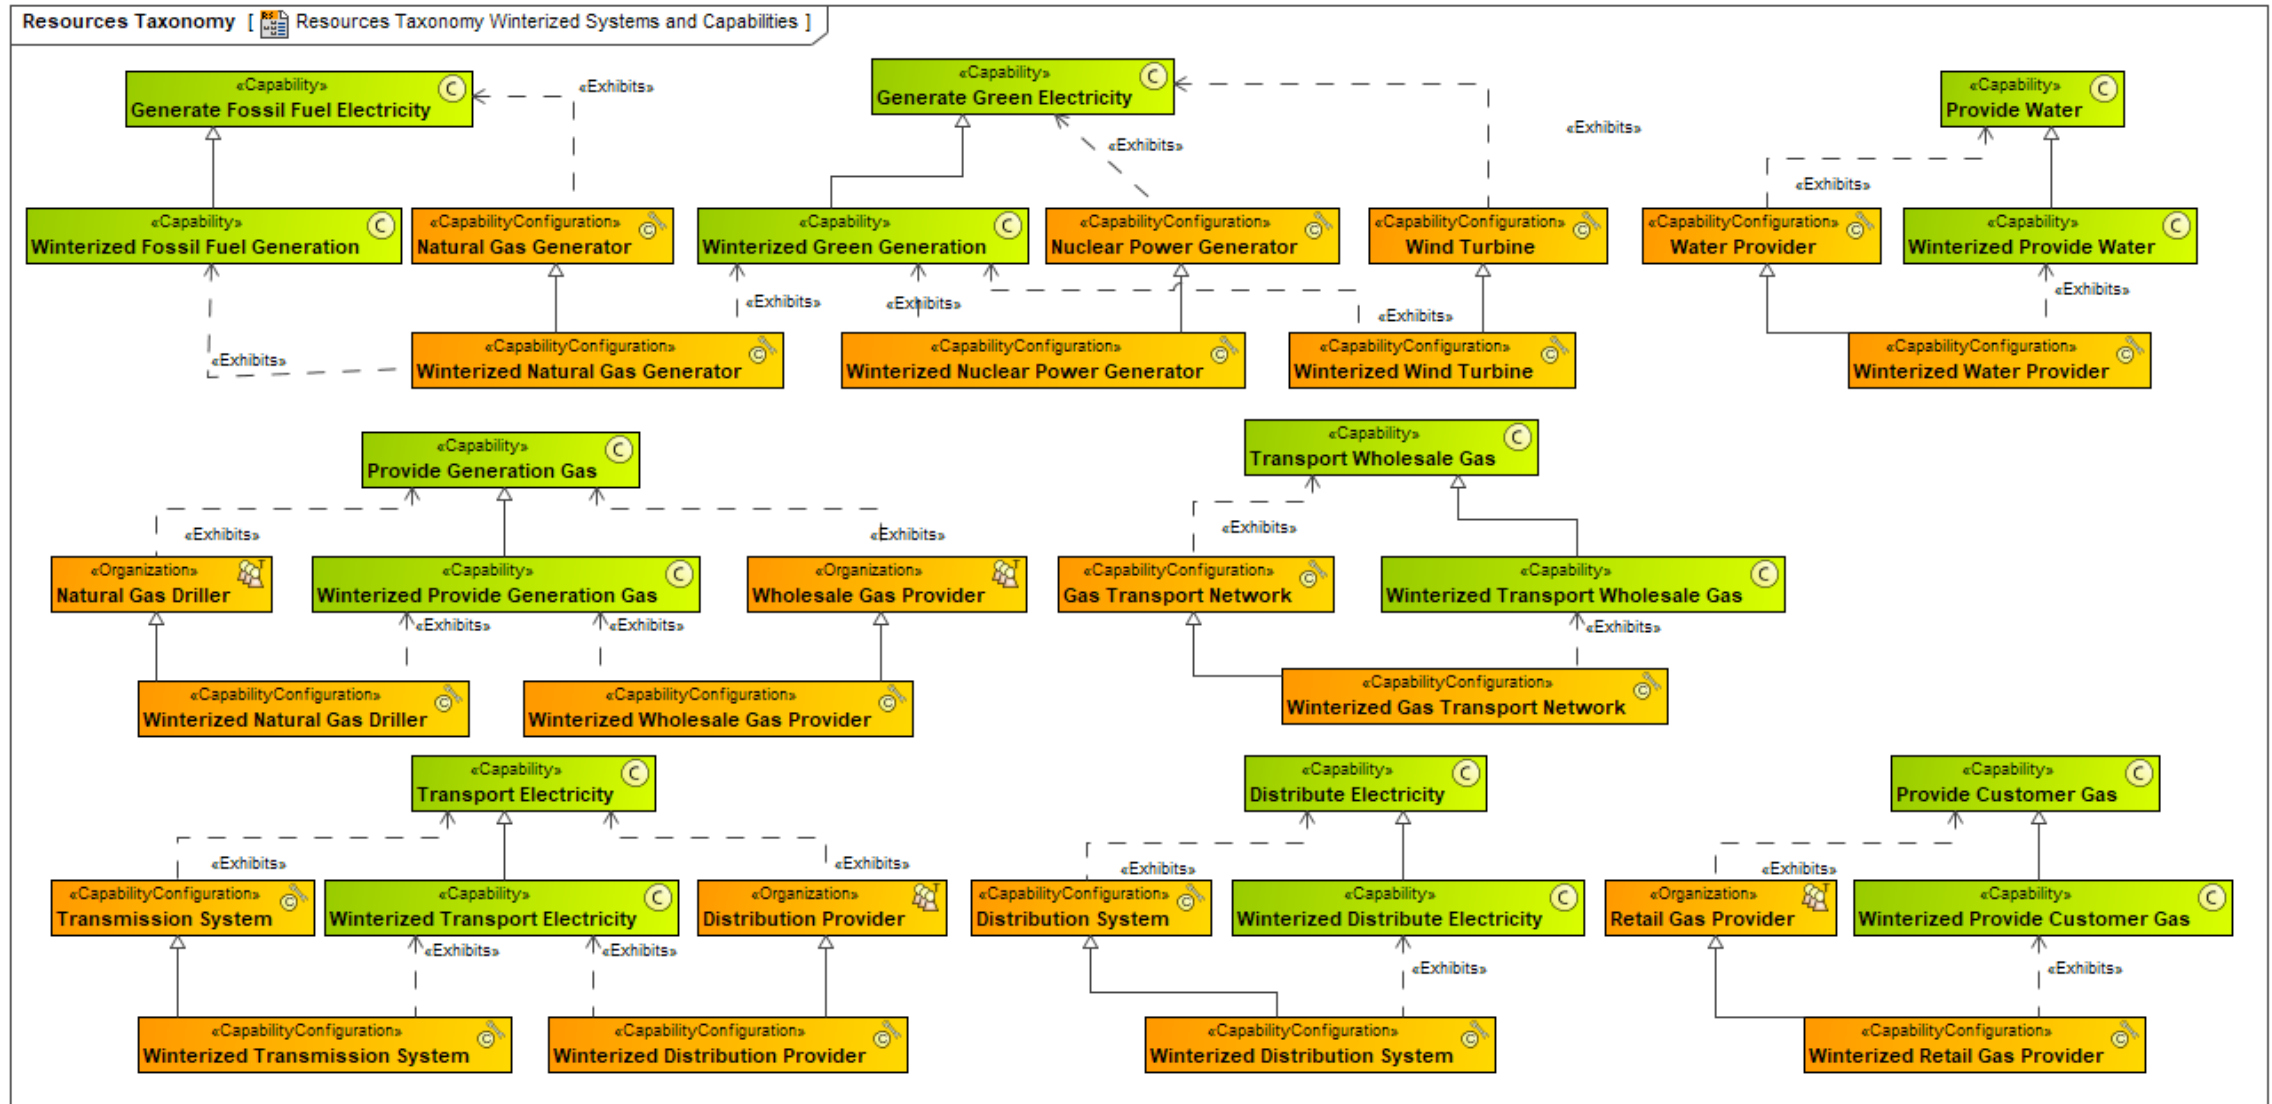 Resources Taxonomy [ Resources Taxonomy Winterized Systems and Capabilities ]
«Capability»
Generate Fossil Fuel Electricity
«Exhibits»
«Capability»
Generate Green Electricity
«Exhibits»
«Exhibits»
«Capability»
Provide Water
«Exhibits»
«Capability»
Winterized Fossil Fuel Generation
«CapabilityConfiguration»
Natural Gas Generator
«Capability»
Winterized Green Generation
«CapabilityConfiguration»
Nuclear Power Generator
«CapabilityConfiguration»
Wind Turbine
«CapabilityConfiguration»
Water Provider
«Capability»
Winterized Provide Water
«Exhibits»
«Exhibits»
«Exhibits»
«Exhibits»
«Exhibits»
«CapabilityConfiguration»
Winterized Natural Gas Generator
«CapabilityConfiguration»
Winterized Nuclear Power Generator
«CapabilityConfiguration»
Winterized Wind Turbine
«CapabilityConfiguration»
Winterized Water Provider
«Capability»
Provide Generation Gas
«Capability»
Transport Wholesale Gas
«Exhibits»
«Exhibits»
«Exhibits»
«Organization»
Natural Gas Driller
«Capability»
Winterized Provide Generation Gas
«Organization»
Wholesale Gas Provider
«CapabilityConfiguration»
Gas Transport Network
«Capability»
Winterized Transport Wholesale Gas
«Exhibits»
«Exhibits»
«Exhibits»
«CapabilityConfiguration»
Winterized Natural Gas Driller
«CapabilityConfiguration»
Winterized Wholesale Gas Provider
«CapabilityConfiguration»
Winterized Gas Transport Network
«Capability»
Transport Electricity
«Capability»
Distribute Electricity
«Capability»
Provide Customer Gas
«Exhibits»
«Exhibits»
«Exhibits»
«Exhibits»
«CapabilityConfiguration»
Transmission System
«Capability»
Winterized Transport Electricity
«Organization»
Distribution Provider
«CapabilityConfiguration»
Distribution System
«Capability»
Winterized Distribute Electricity
«Organization»
Retail Gas Provider
«Capability»
Winterized Provide Customer Gas
«Exhibits»
«Exhibits»
«Exhibits»
«Exhibits»
«CapabilityConfiguration»
Winterized Transmission System
«CapabilityConfiguration»
Winterized Distribution Provider
«CapabilityConfiguration»
Winterized Distribution System
«CapabilityConfiguration»
Winterized Retail Gas Provider